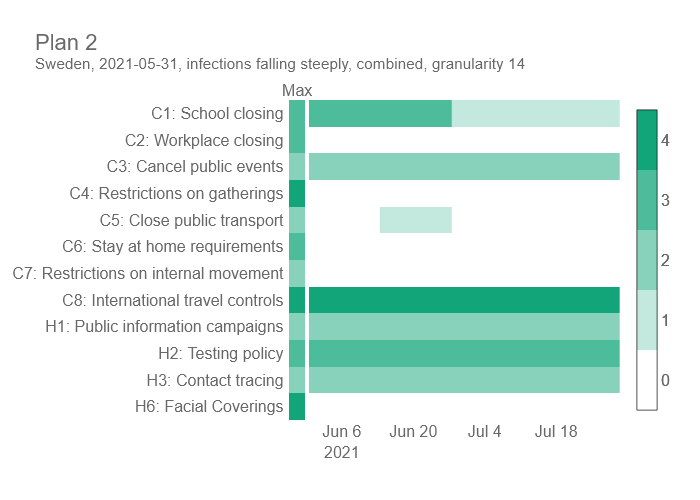 Plan 2
Sweden, 2021-05-31, infections falling steeply, combined, granularity 14
Max
C1: School closing
C2: Workplace closing
C3: Cancel public events
C4: Restrictions on gatherings
C5: Close public transport
C6: Stay at home requirements
C7: Restrictions on internal movement
C8: International travel controls
H1: Public information campaigns
H2: Testing policy
H3: Contact tracing
H6: Facial Coverings
4
3
2
1
0
Jun 6 Jun 20 Jul 4 Jul 18
2021